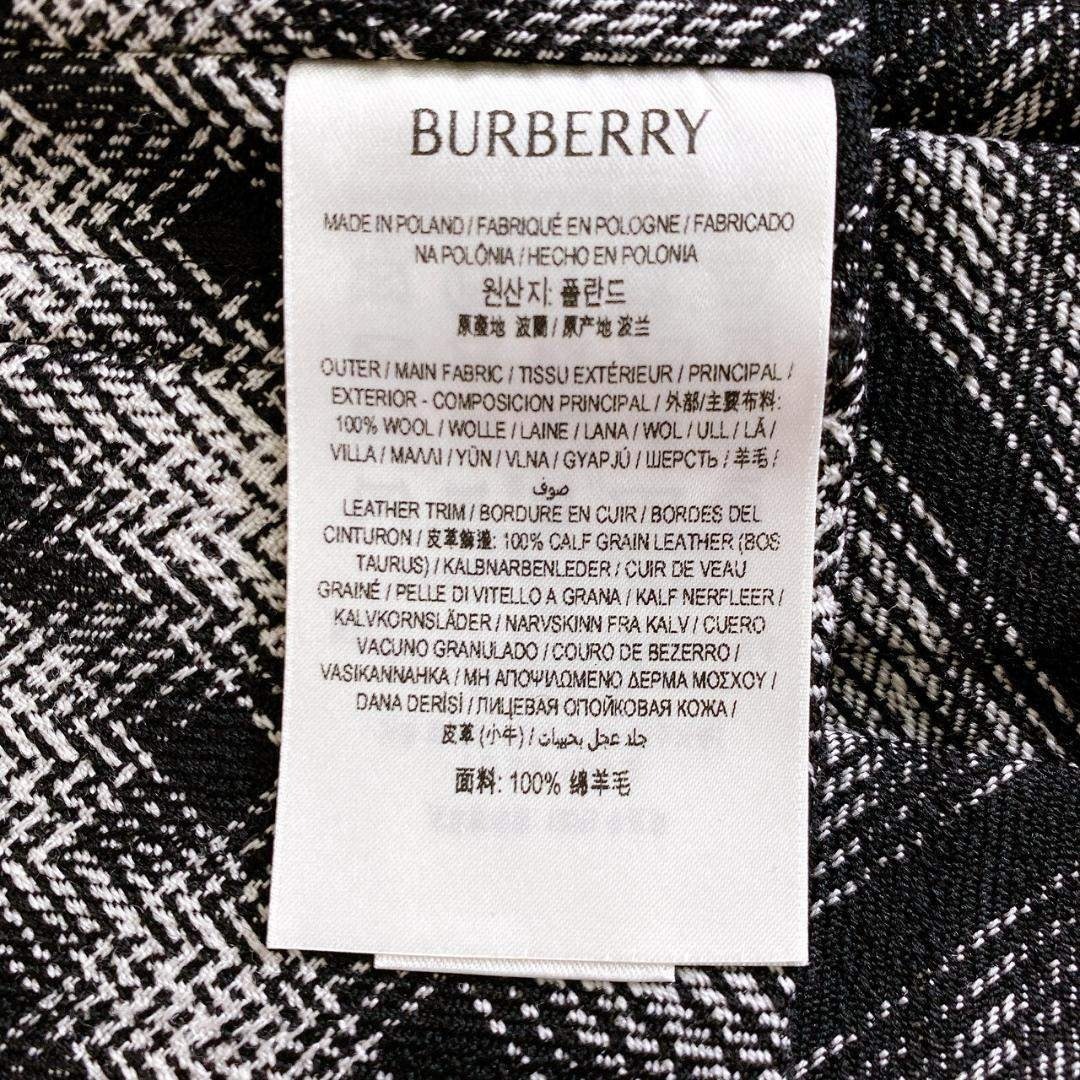 BURBERRY
MADE IN POLAND / FABRIQUÉ EN POLOGNE / FABRICADO
NA POLÔNIA / HECHO EN POLONIA
원산지: 폴란드
原產地 波蘭 / 原产地 波兰
OUTER / MAIN FABRIC / TISSU EXTÉRIEUR / PRINCIPAL /
EXTERIOR - COMPOSICION PRINCIPAL / 外部/主要布料:
100% WOOL / WOLLE / LAINE / LANA / WOL / ULL / LÃ /
VILLA / ΜΑΛΛΙ / YÜN / VLNA / GYAPJÚ / ШЕРСТЬ / 羊毛 /
صوف
LEATHER TRIM / BORDURE EN CUIR / BORDES DEL
CINTURON / 皮革飾邊: 100% CALF GRAIN LEATHER (BOS
TAURUS) / KALBNARBENLEDER / CUIR DE VEAU
GRAINÉ / PELLE DI VITELLO A GRANA / KALF NERFLEER /
KALVKORNSLÄDER / NARVSKINN FRA KALV / CUERO
VACUNO GRANULADO / COURO DE BEZERRO /
VASIKANNAHKA / ΜΗ ΑΠΟΨΙΛΩΜΕΝΟ ΔΕΡΜΑ ΜΟΣΧΟΥ /
DANA DERİSİ / ЛИЦЕВАЯ ОПОЙКОВАЯ КОЖА /
皮革 (小牛) / جلد عجل بحبيبات
面料: 100% 绵羊毛